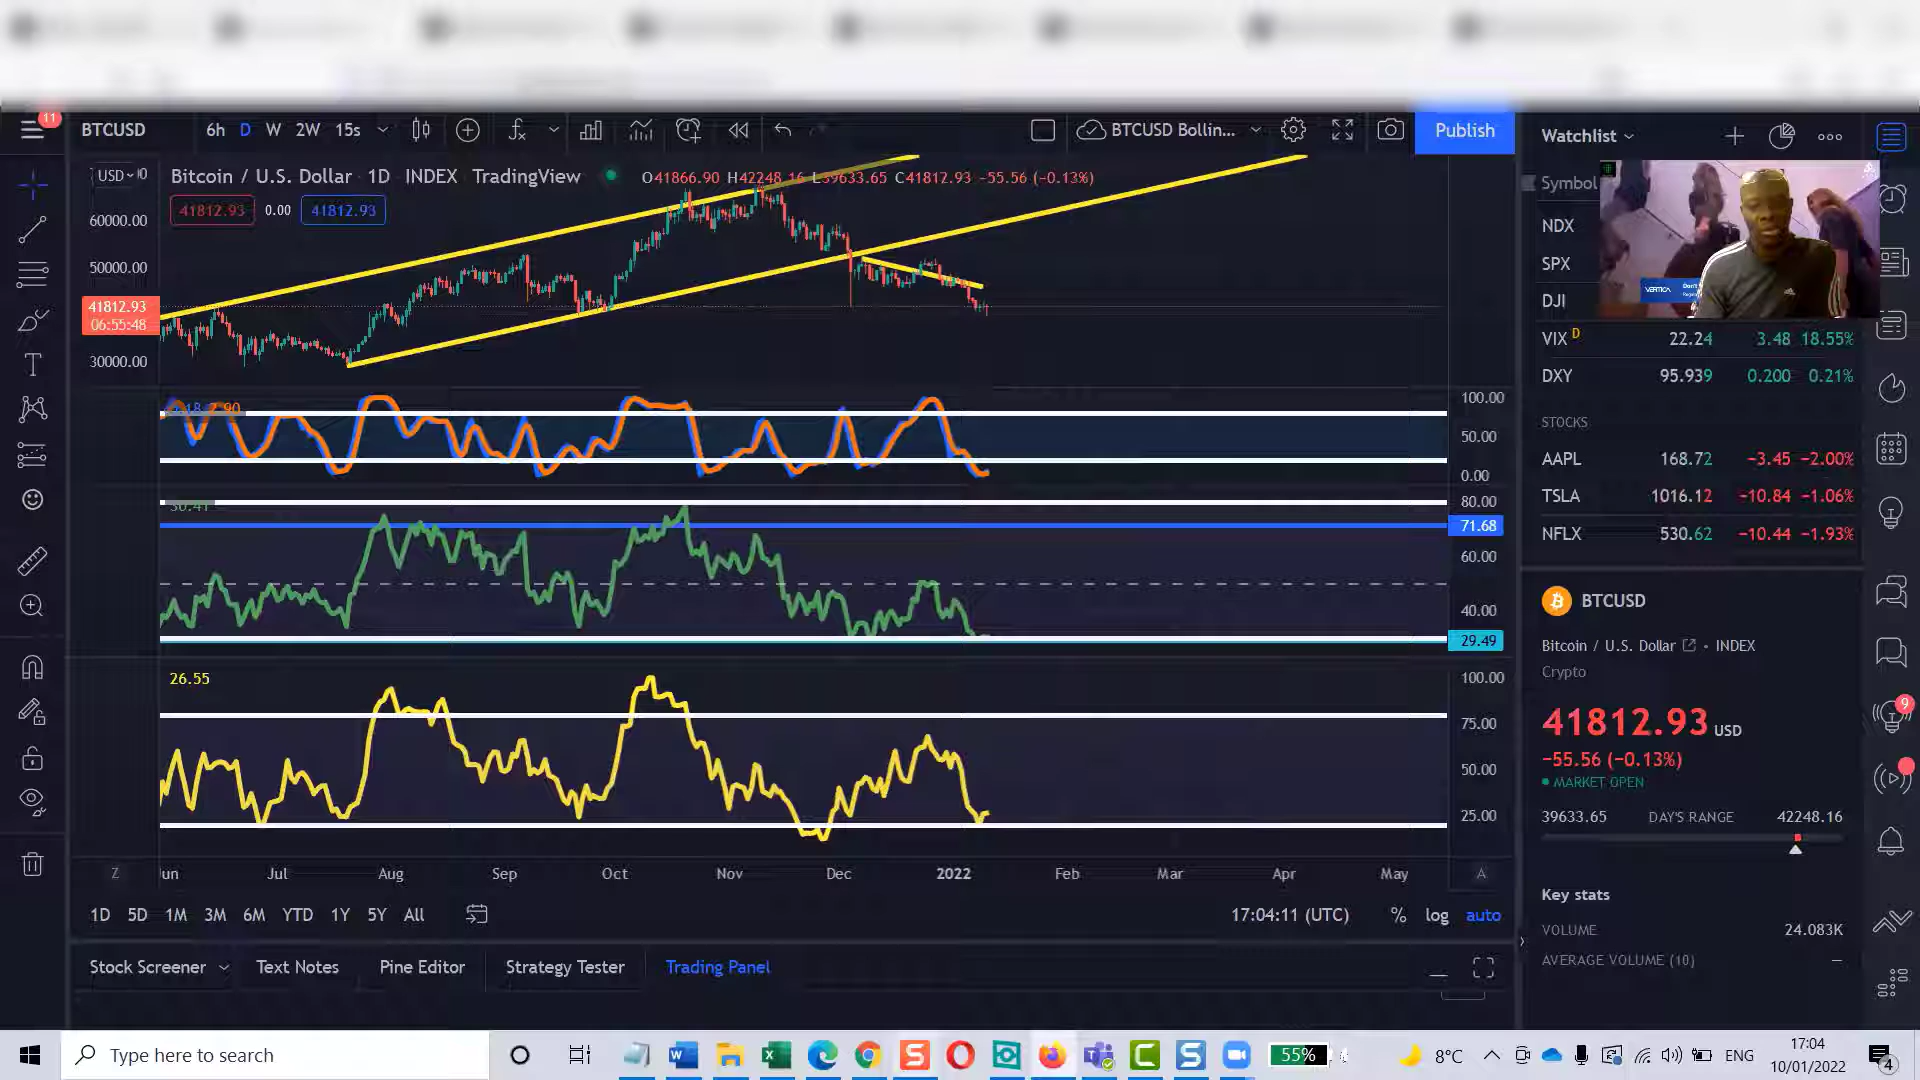 11
BTCUSD
6h D W 2W 15s
BTCUSD Bollin...
Publish
Watchlist
USD
Bitcoin / U.S. Dollar 1D INDEX TradingView
O41866.90 H42248.16 L39633.65 C41812.93 −55.56 (−0.13%)
41812.93 0.00 41812.93
60000.00
50000.00
41812.93
06:55:48
30000.00
Symbol
NDX
SPX
DJI
VERTICA
VIX D 22.24 3.48 18.55%
DXY 95.939 0.200 0.21%
STOCKS
AAPL 168.72 −3.45 −2.00%
TSLA 1016.12 −10.84 −1.06%
NFLX 530.62 −10.44 −1.93%
100.00
50.00
0.00
80.00
71.68
60.00
40.00
29.49
26.55
100.00
75.00
50.00
25.00
BTCUSD
Bitcoin / U.S. Dollar • INDEX
Crypto
41812.93 USD
−55.56 (−0.13%)
MARKET OPEN
39633.65 DAY'S RANGE 42248.16
Key stats
VOLUME 24.083K
AVERAGE VOLUME (10) —
9
Z un Jul Aug Sep Oct Nov Dec 2022 Feb Mar Apr May A
1D 5D 1M 3M 6M YTD 1Y 5Y All
17:04:11 (UTC) % log auto
Stock Screener Text Notes Pine Editor Strategy Tester Trading Panel
Type here to search
55%
8°C
ENG
17:04
10/01/2022
4